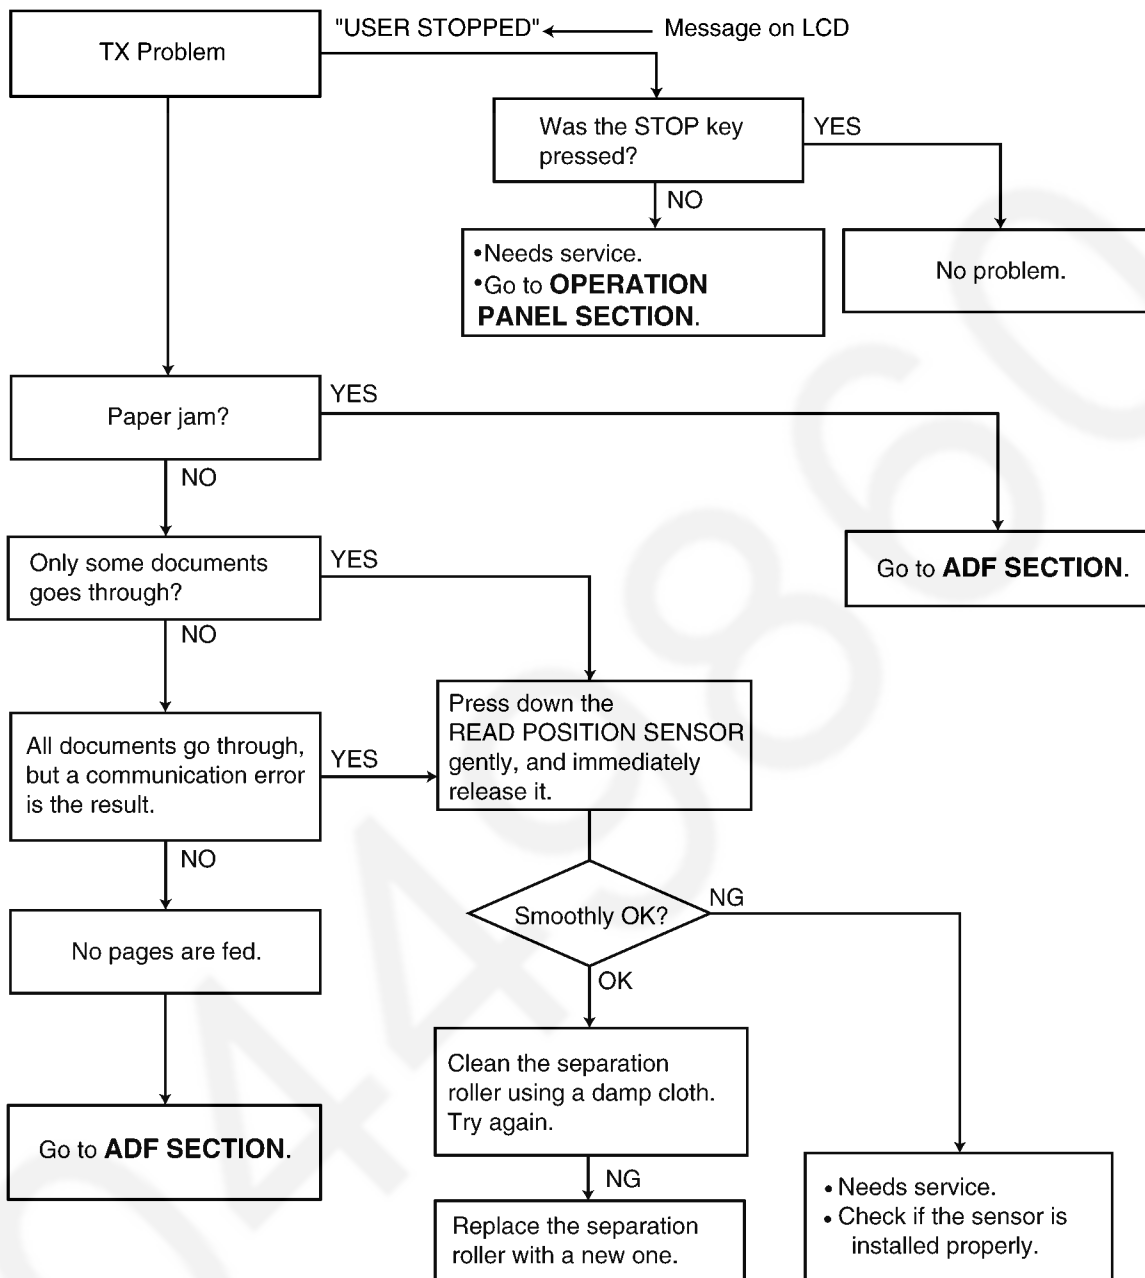 TX Problem
"USER STOPPED"
Message on LCD
Was the STOP key
pressed?
YES
NO
•Needs service.
•Go to OPERATION
PANEL SECTION.
No problem.
Paper jam?
YES
NO
Go to ADF SECTION.
Only some documents
goes through?
YES
NO
Press down the
READ POSITION SENSOR
gently, and immediately
release it.
All documents go through,
but a communication error
is the result.
YES
NO
Smoothly OK?
NG
OK
No pages are fed.
Clean the separation
roller using a damp cloth.
Try again.
Go to ADF SECTION.
NG
Replace the separation
roller with a new one.
• Needs service.
• Check if the sensor is
installed properly.
0449860